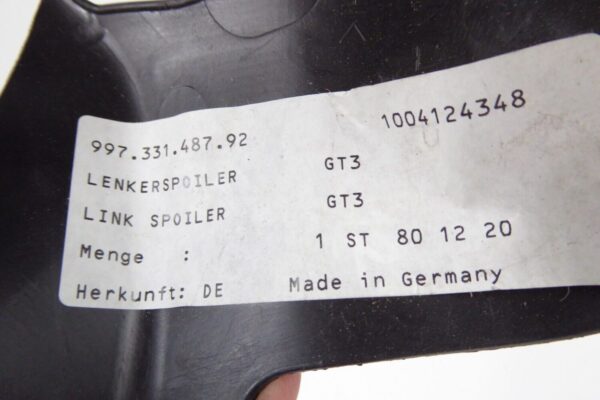 997.331.487.92 1004124348
LENKERSPOILER GT3
LINK SPOILER GT3
Menge : 1 ST 80 12 20
Herkunft: DE Made in Germany